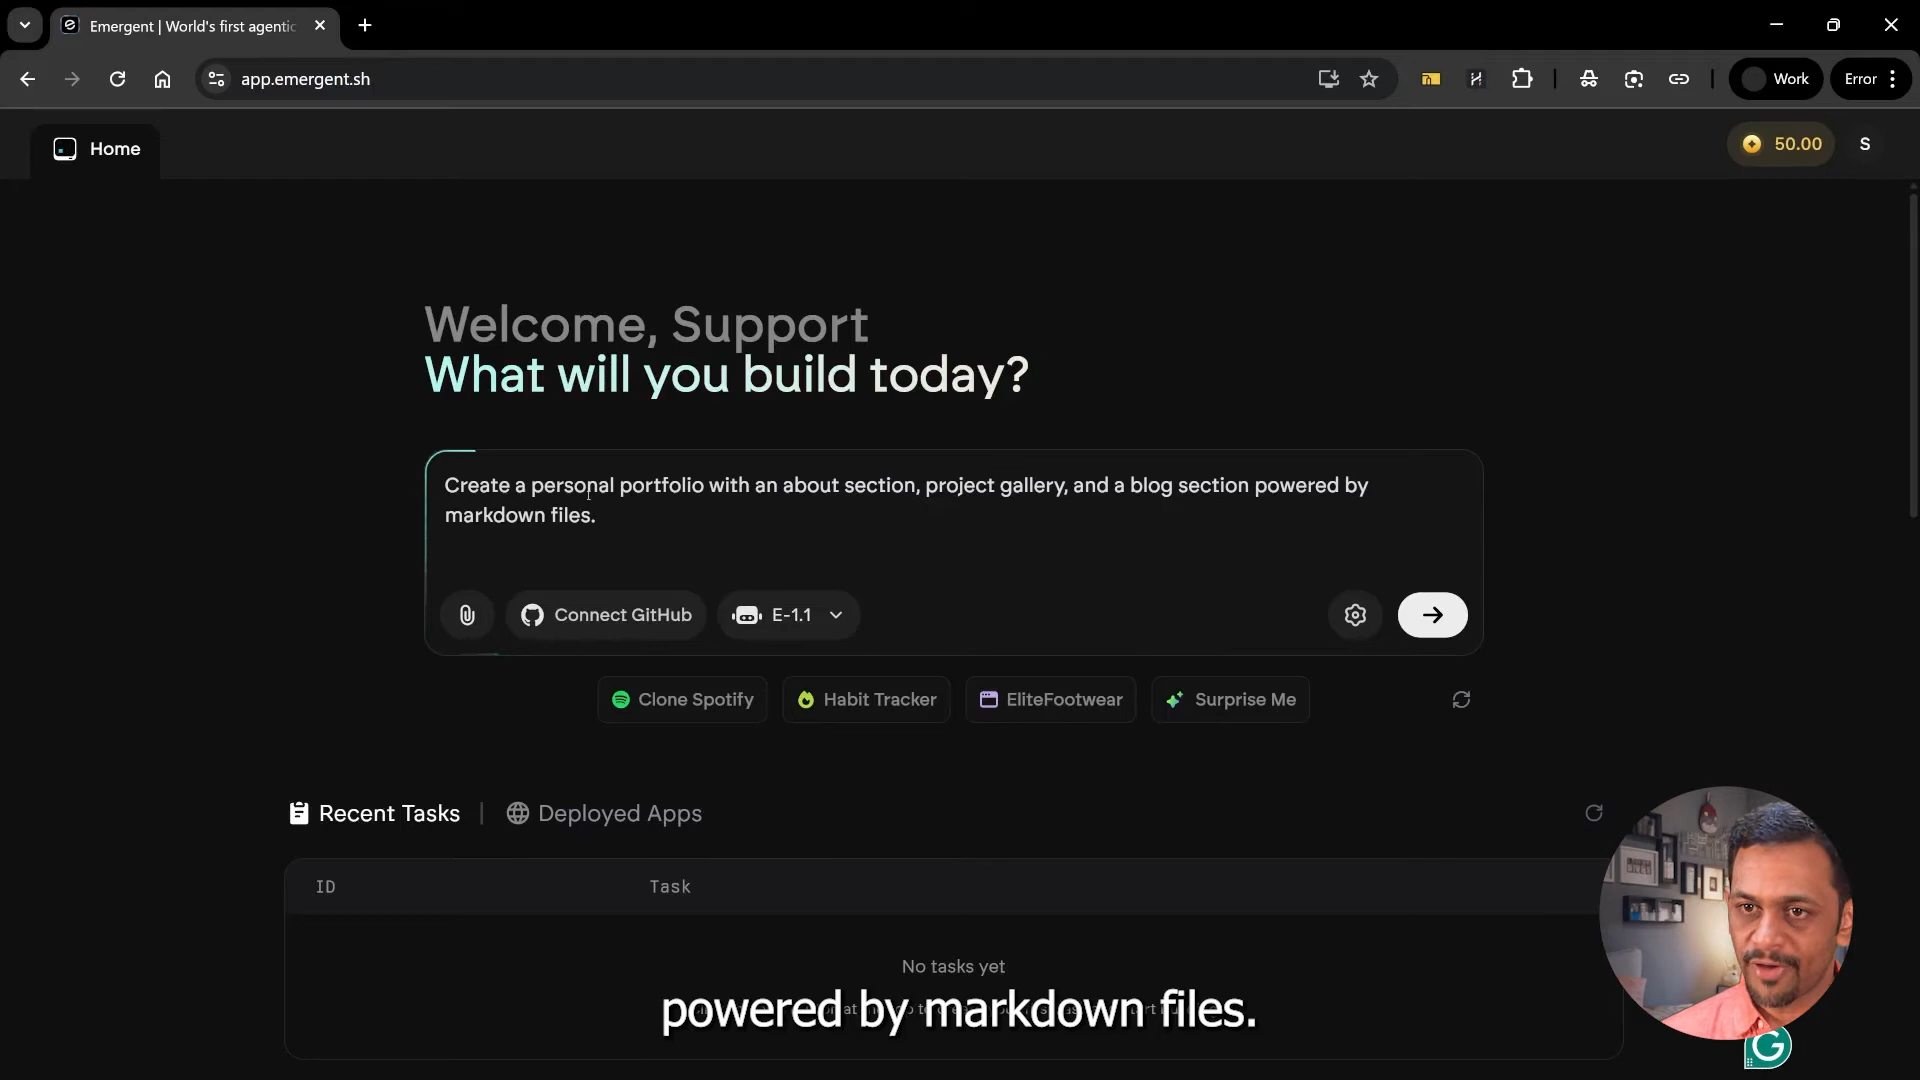 Emergent | World's first agentic
app.emergent.sh
Work
Error
Home
50.00
S
Welcome, Support
What will you build today?
Create a personal portfolio with an about section, project gallery, and a blog section powered by
markdown files.
Connect GitHub
E-1.1
Clone Spotify
Habit Tracker
EliteFootwear
Surprise Me
Recent Tasks
Deployed Apps
ID
Task
No tasks yet
powered by markdown files.
G